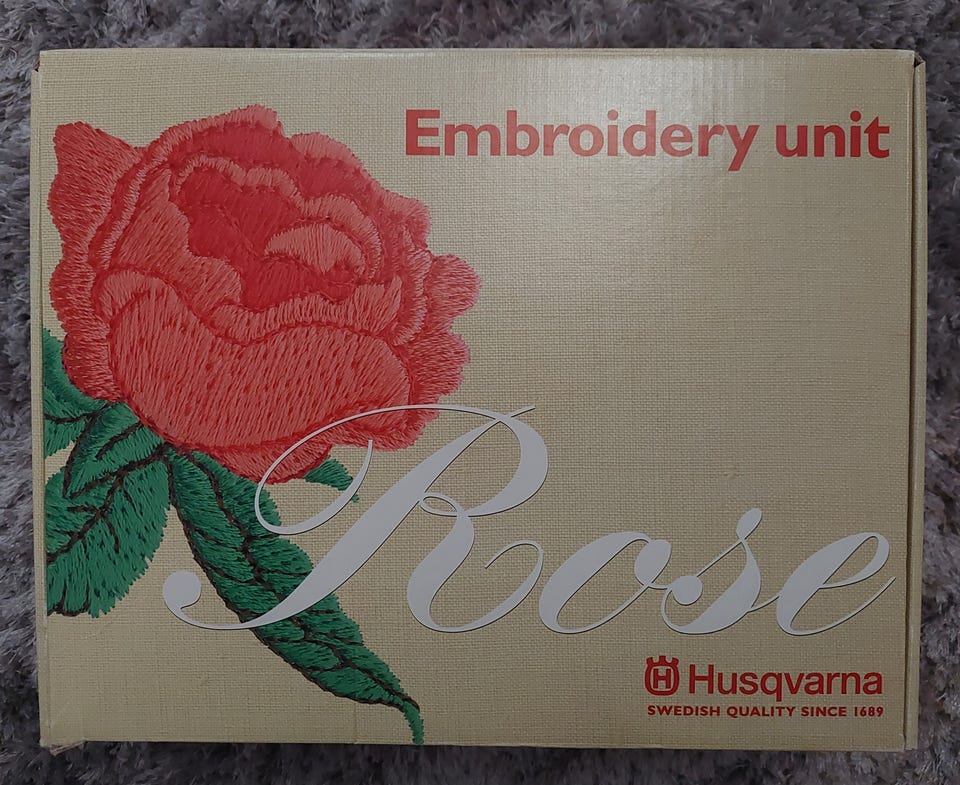 Embroidery unit
Rose
Husqvarna
SWEDISH QUALITY SINCE 1689